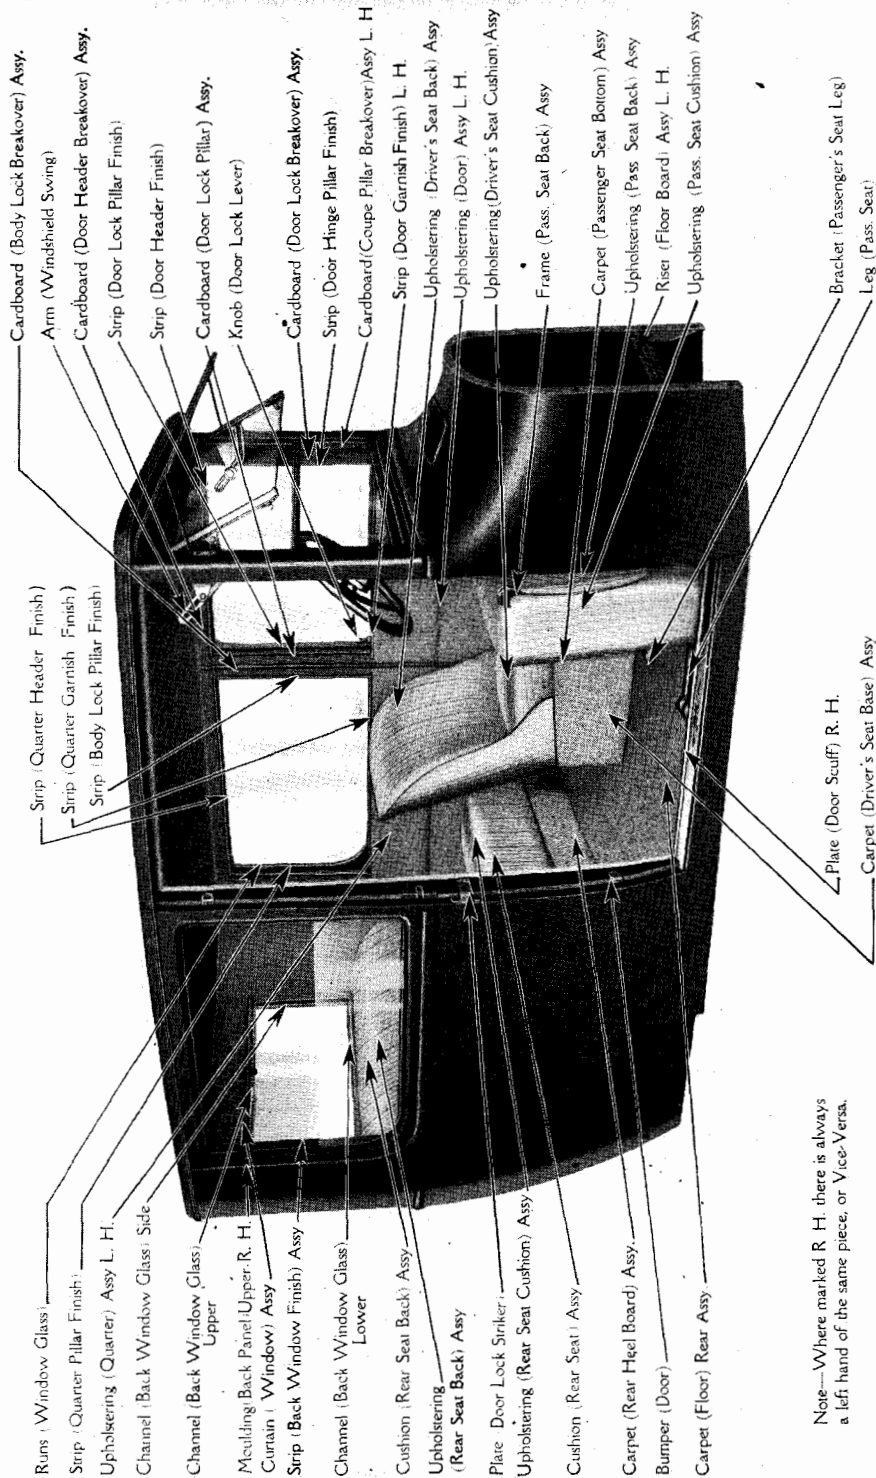 Cardboard (Body Lock Breakover) Assy.
Arm (Windshield Swing)
Cardboard (Door Header Breakover) Assy.
Strip (Door Lock Pillar Finish)
Strip (Door Header Finish)
Cardboard (Door Lock Pillar) Assy.
Knob (Door Lock Lever)
Cardboard (Door Lock Breakover) Assy.
Strip (Door Hinge Pillar Finish)
Cardboard (Coupe Pillar Breakover) Assy L. H
Strip (Door Garnish Finish) L. H.
Upholstering (Driver's Seat Back) Assy
Upholstering (Door) Assy L. H.
Upholstering (Driver's Seat Cushion) Assy
Frame (Pass. Seat Back) Assy
Carpet (Passenger Seat Bottom) Assy
Upholstering (Pass Seat Back) Assy
Riser (Floor Board) Assy L. H.
Upholstering (Pass. Seat Cushion) Assy
Bracket (Passenger's Seat Leg)
Leg (Pass. Seat)
Strip (Quarter Header Finish)
Strip (Quarter Garnish Finish)
Strip (Body Lock Pillar Finish)
Plate (Door Scuff) R. H.
Carpet (Driver's Seat Base) Assy
Runs (Window Glass)
Strip (Quarter Pillar Finish)
Upholstering (Quarter) Assy L. H.
Channel (Back Window Glass) Side
Channel (Back Window Glass)
Upper
Moulding (Back Panel) Upper R. H.
Curtain (Window) Assy
Strip (Back Window Finish) Assy
Channel (Back Window Glass)
Lower
Cushion (Rear Seat Back) Assy
Upholstering
(Rear Seat Back) Assy
Plate (Door Lock Striker)
Upholstering (Rear Seat Cushion) Assy
Cushion (Rear Seat) Assy
Carpet (Rear Heel Board) Assy.
Bumper (Door)
Carpet (Floor) Rear Assy.
Note—Where marked R H. there is always
a left hand of the same piece, or Vice-Versa.